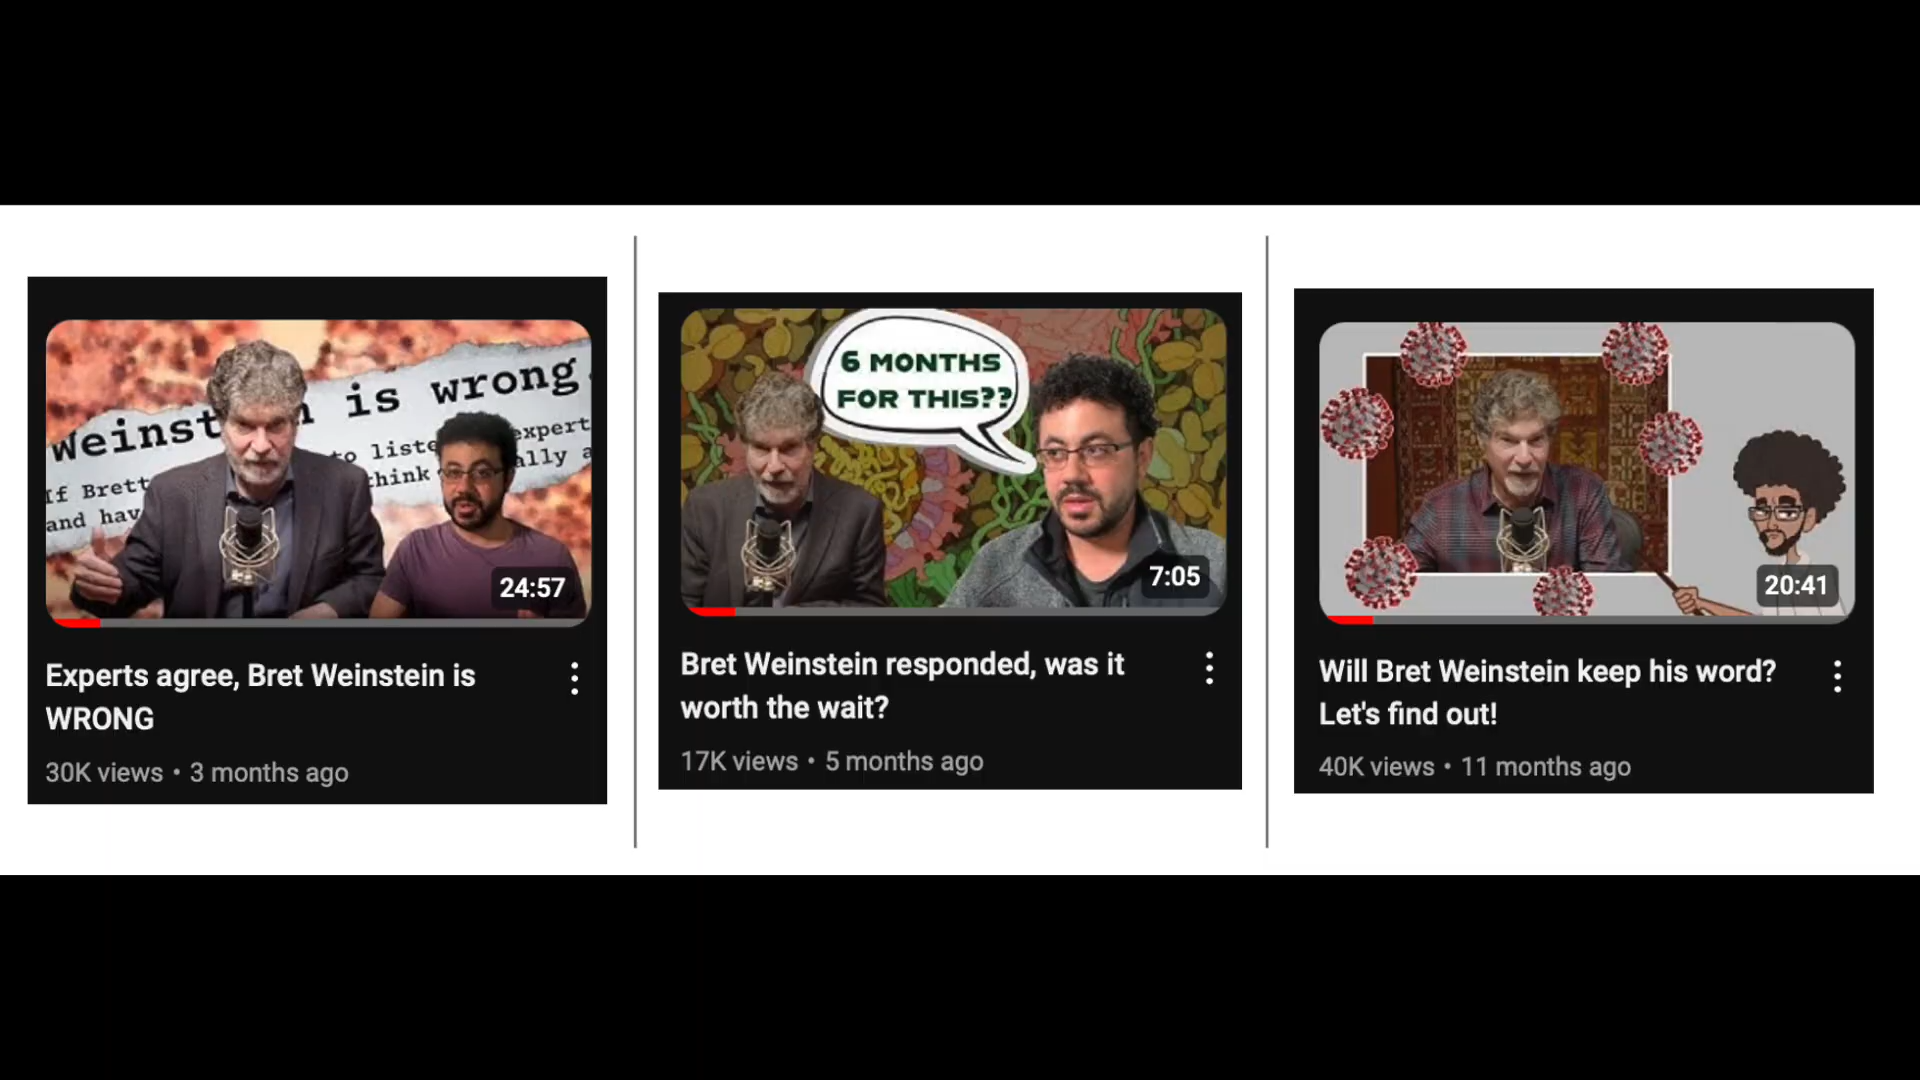 Weinst n is wrong
If Brett to liste expert
and hav think ally a
24:57
Experts agree, Bret Weinstein is
WRONG
30K views • 3 months ago
6 MONTHS
FOR THIS??
7:05
Bret Weinstein responded, was it
worth the wait?
17K views • 5 months ago
20:41
Will Bret Weinstein keep his word?
Let's find out!
40K views • 11 months ago